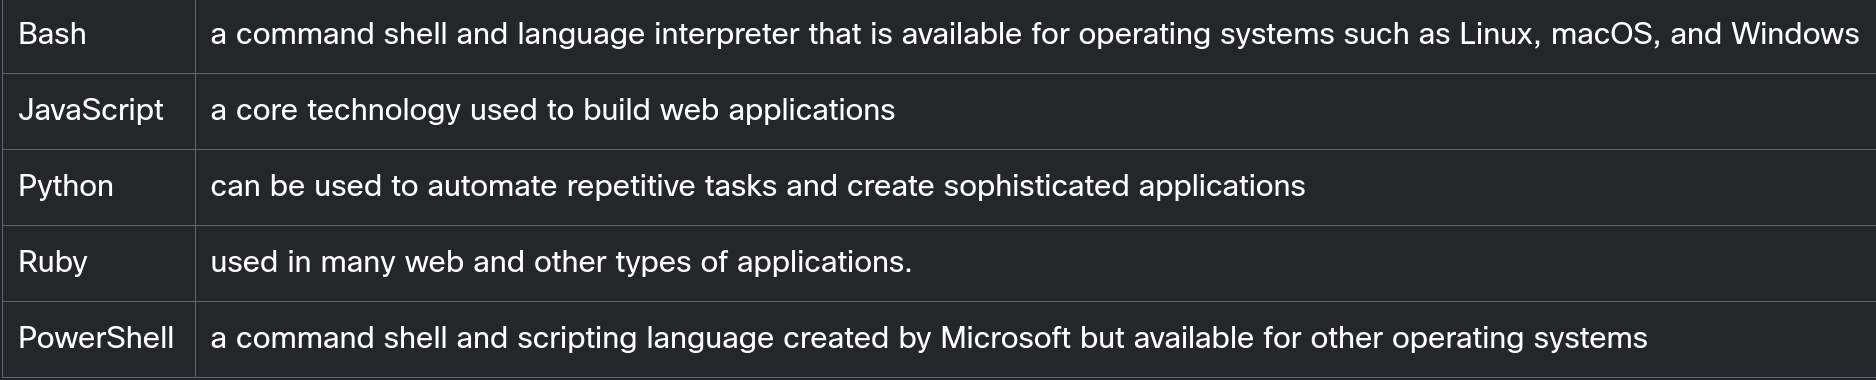 Bash a command shell and language interpreter that is available for operating systems such as Linux, macOS, and Windows
JavaScript a core technology used to build web applications
Python can be used to automate repetitive tasks and create sophisticated applications
Ruby used in many web and other types of applications.
PowerShell a command shell and scripting language created by Microsoft but available for other operating systems